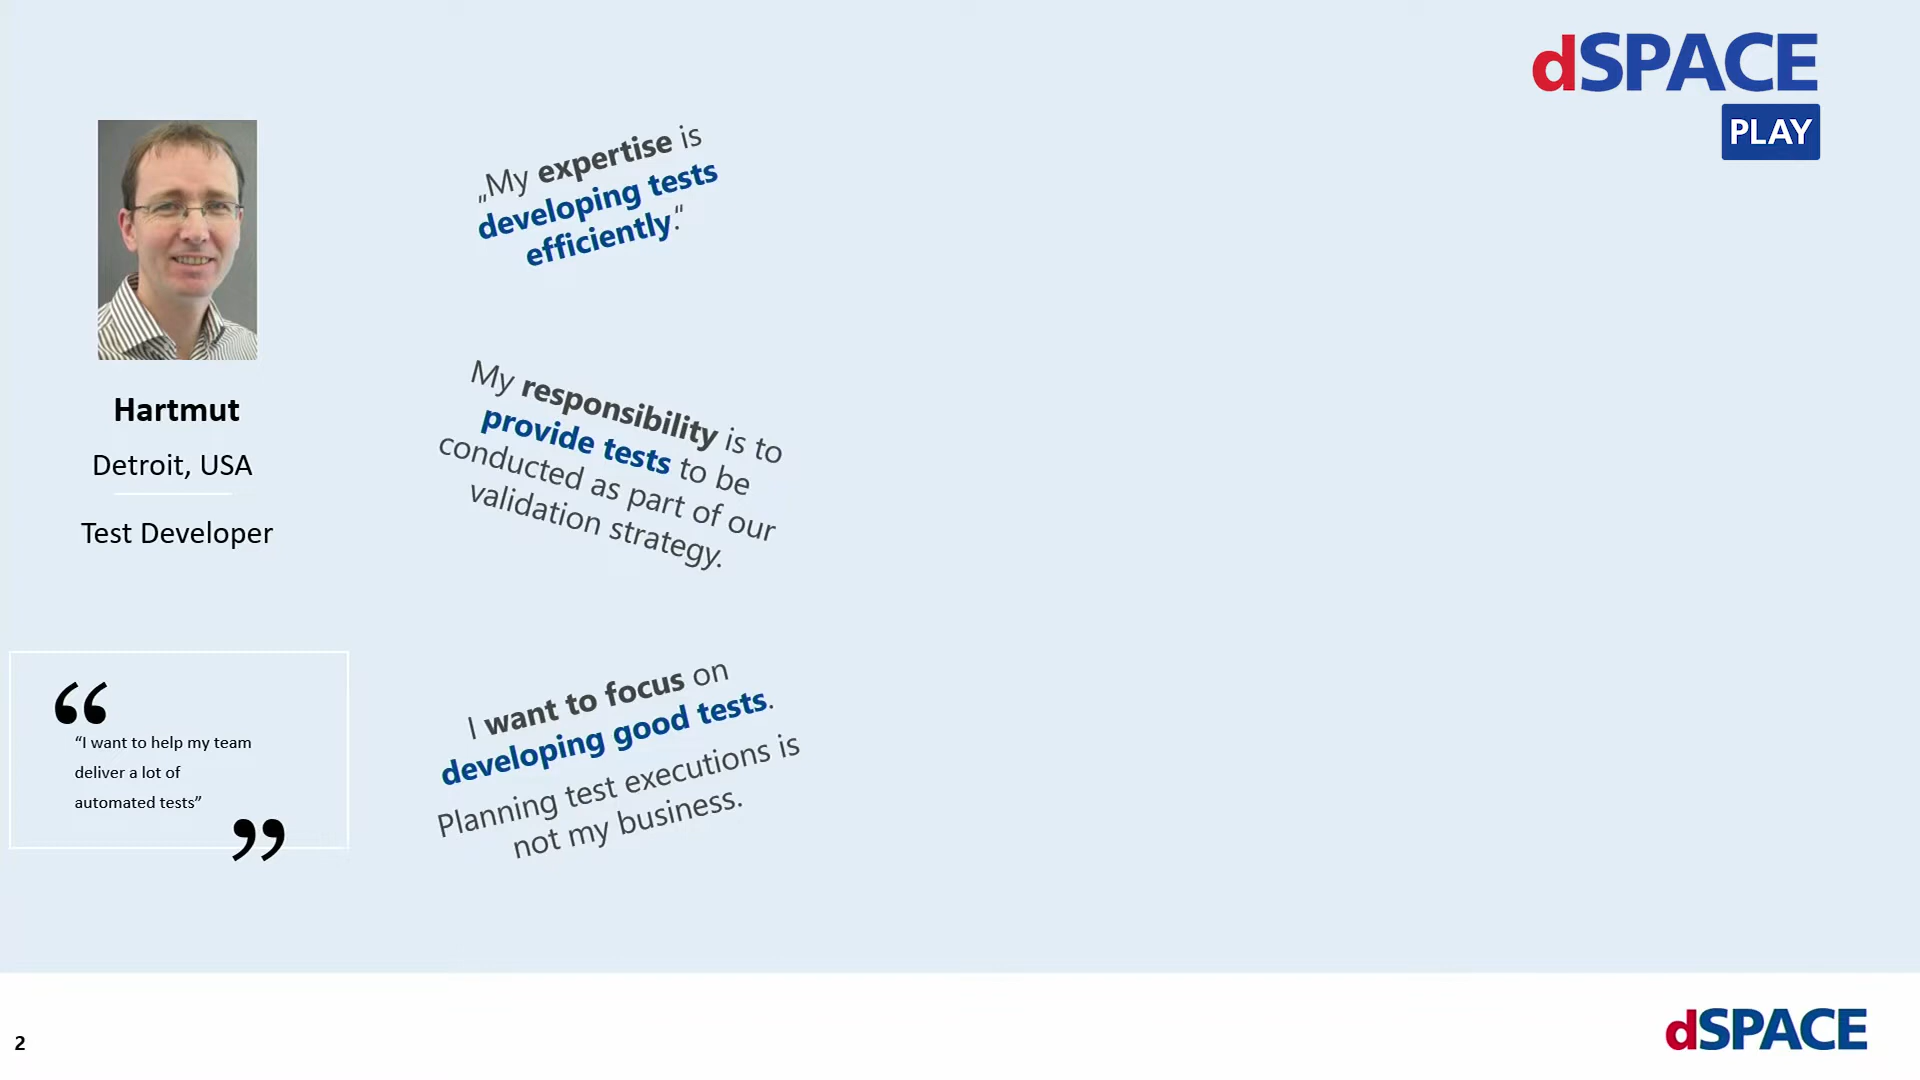 dSPACE
PLAY
Hartmut
Detroit, USA
Test Developer
“
“I want to help my team
deliver a lot of
automated tests”
”
„My expertise is
developing tests
efficiently.“
My responsibility is to
provide tests to be
conducted as part of our
validation strategy.
I want to focus on
developing good tests.
Planning test executions is
not my business.
2
dSPACE